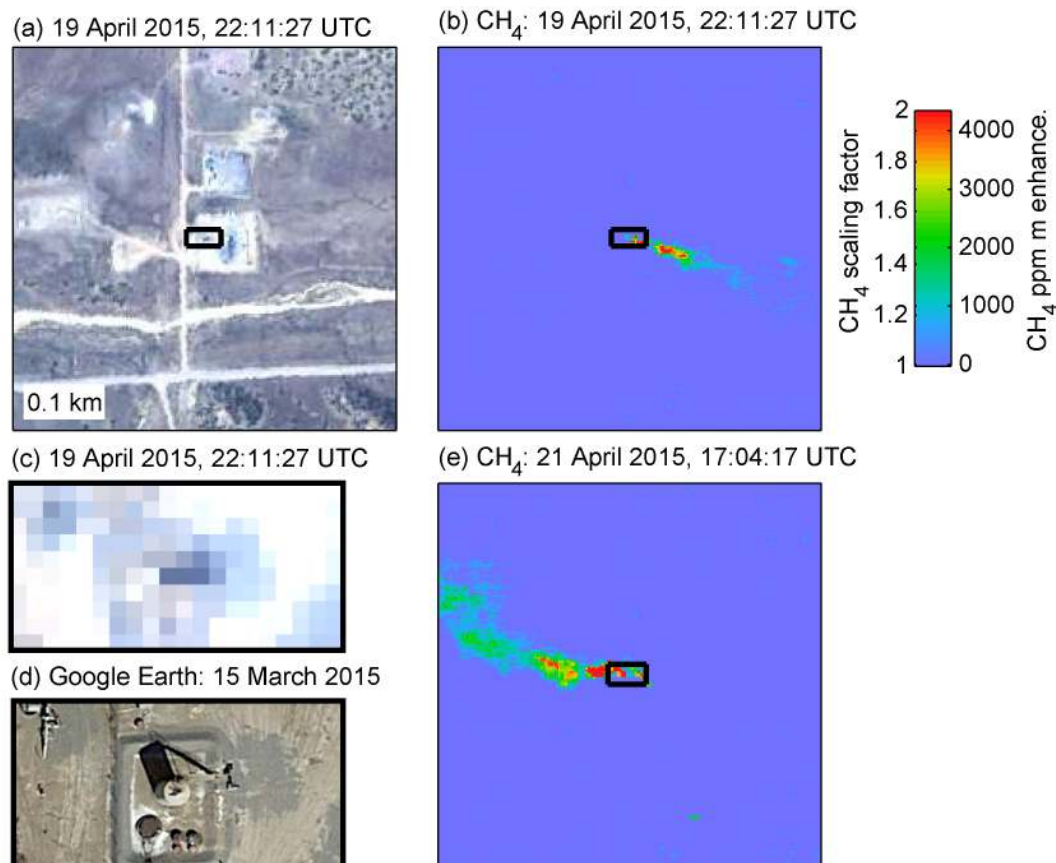 (a) 19 April 2015, 22:11:27 UTC
(b) CH₄: 19 April 2015, 22:11:27 UTC
0.1 km
2
1.8
1.6
1.4
1.2
1
CH₄ scaling factor
4000
3000
2000
1000
0
CH₄ ppm m enhance.
(c) 19 April 2015, 22:11:27 UTC
(e) CH₄: 21 April 2015, 17:04:17 UTC
(d) Google Earth: 15 March 2015